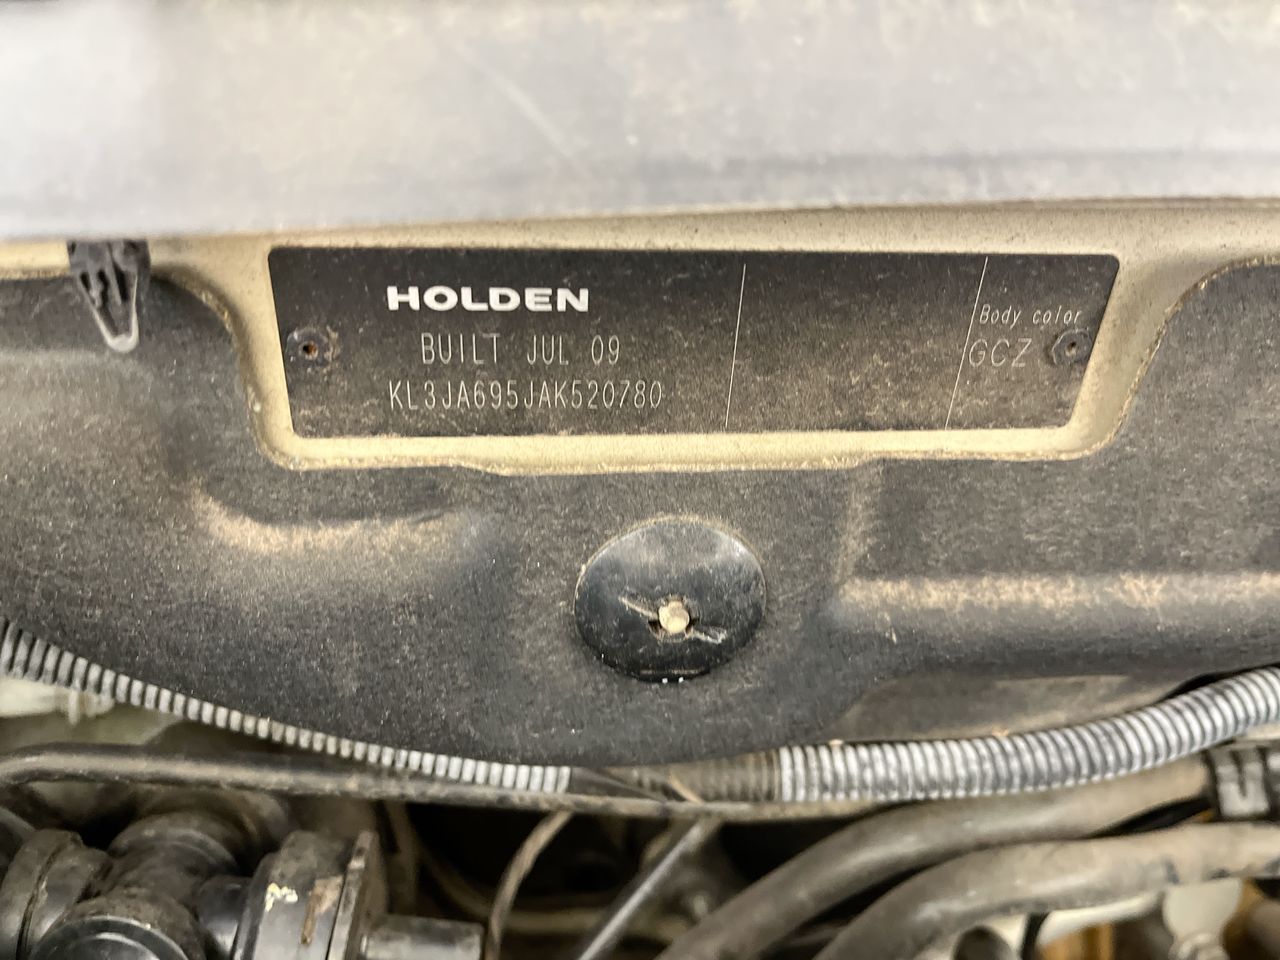 HOLDEN
BUILT JUL 09
KL3JA695JAK520780
Body color
GCZ